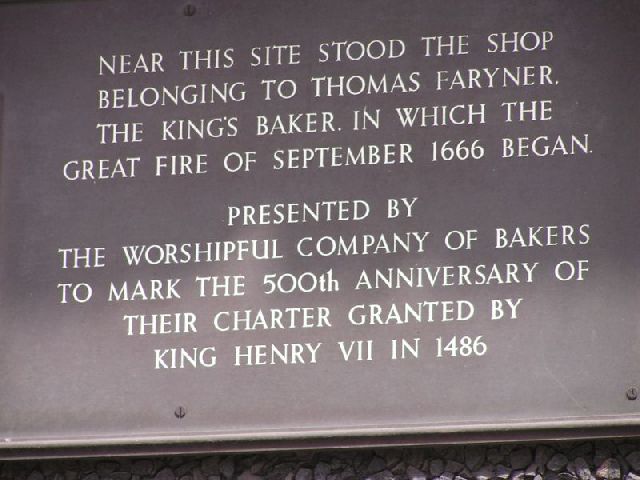 NEAR THIS SITE STOOD THE SHOP
BELONGING TO THOMAS FARYNER.
THE KING'S BAKER. IN WHICH THE
GREAT FIRE OF SEPTEMBER 1666 BEGAN.
PRESENTED BY
THE WORSHIPFUL COMPANY OF BAKERS
TO MARK THE 500th ANNIVERSARY OF
THEIR CHARTER GRANTED BY
KING HENRY VII IN 1486